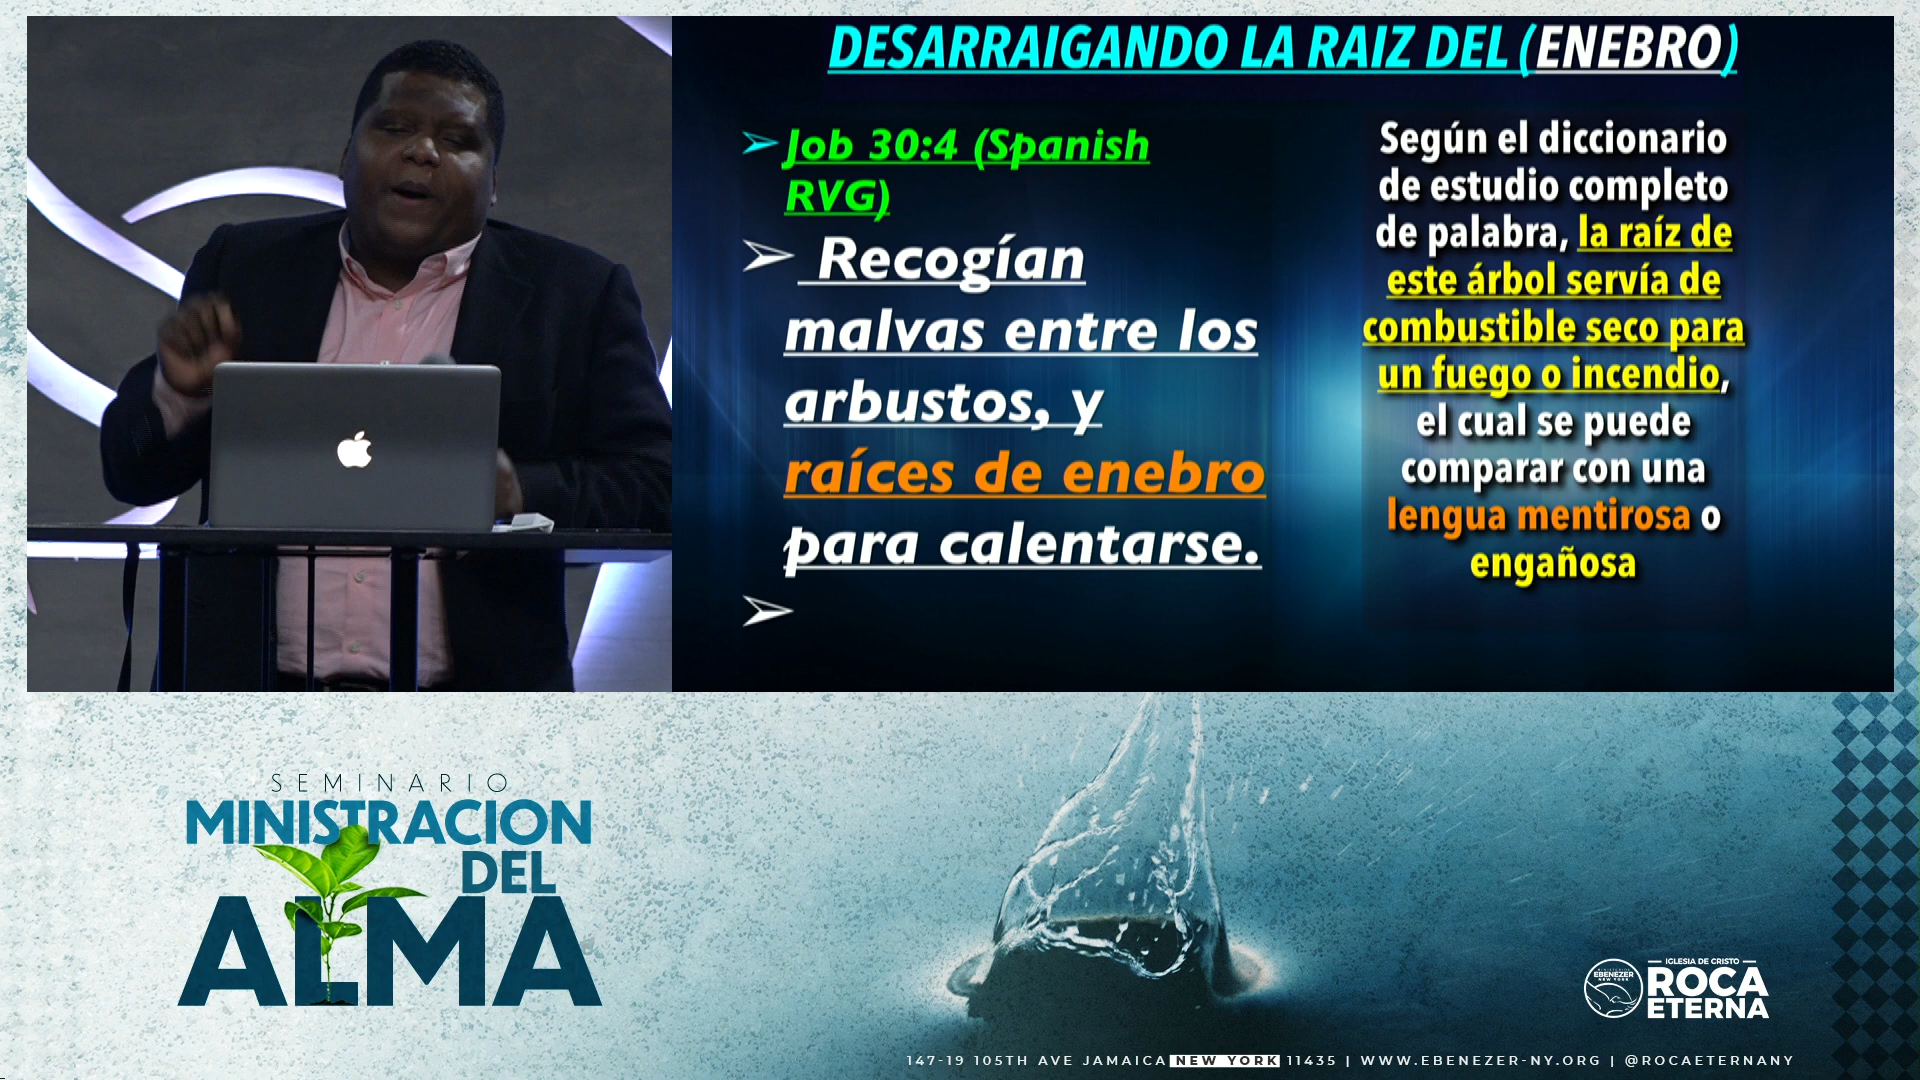 DESARRAIGANDO LA RAIZ DEL (ENEBRO)
➢ Job 30:4 (Spanish
RVG)
➢ Recogían
malvas entre los
arbustos, y
raíces de enebro
para calentarse.
➢
Según el diccionario
de estudio completo
de palabra, la raíz de
este árbol servía de
combustible seco para
un fuego o incendio,
el cual se puede
comparar con una
lengua mentirosa o
engañosa
SEMINARIO
MINISTRACION
DEL
ALMA
EBENEZER
IGLESIA DE CRISTO
ROCA
ETERNA
147-19 105TH AVE JAMAICA NEW YORK 11435 | WWW.EBENEZER-NY.ORG | @ROCAETERNANY